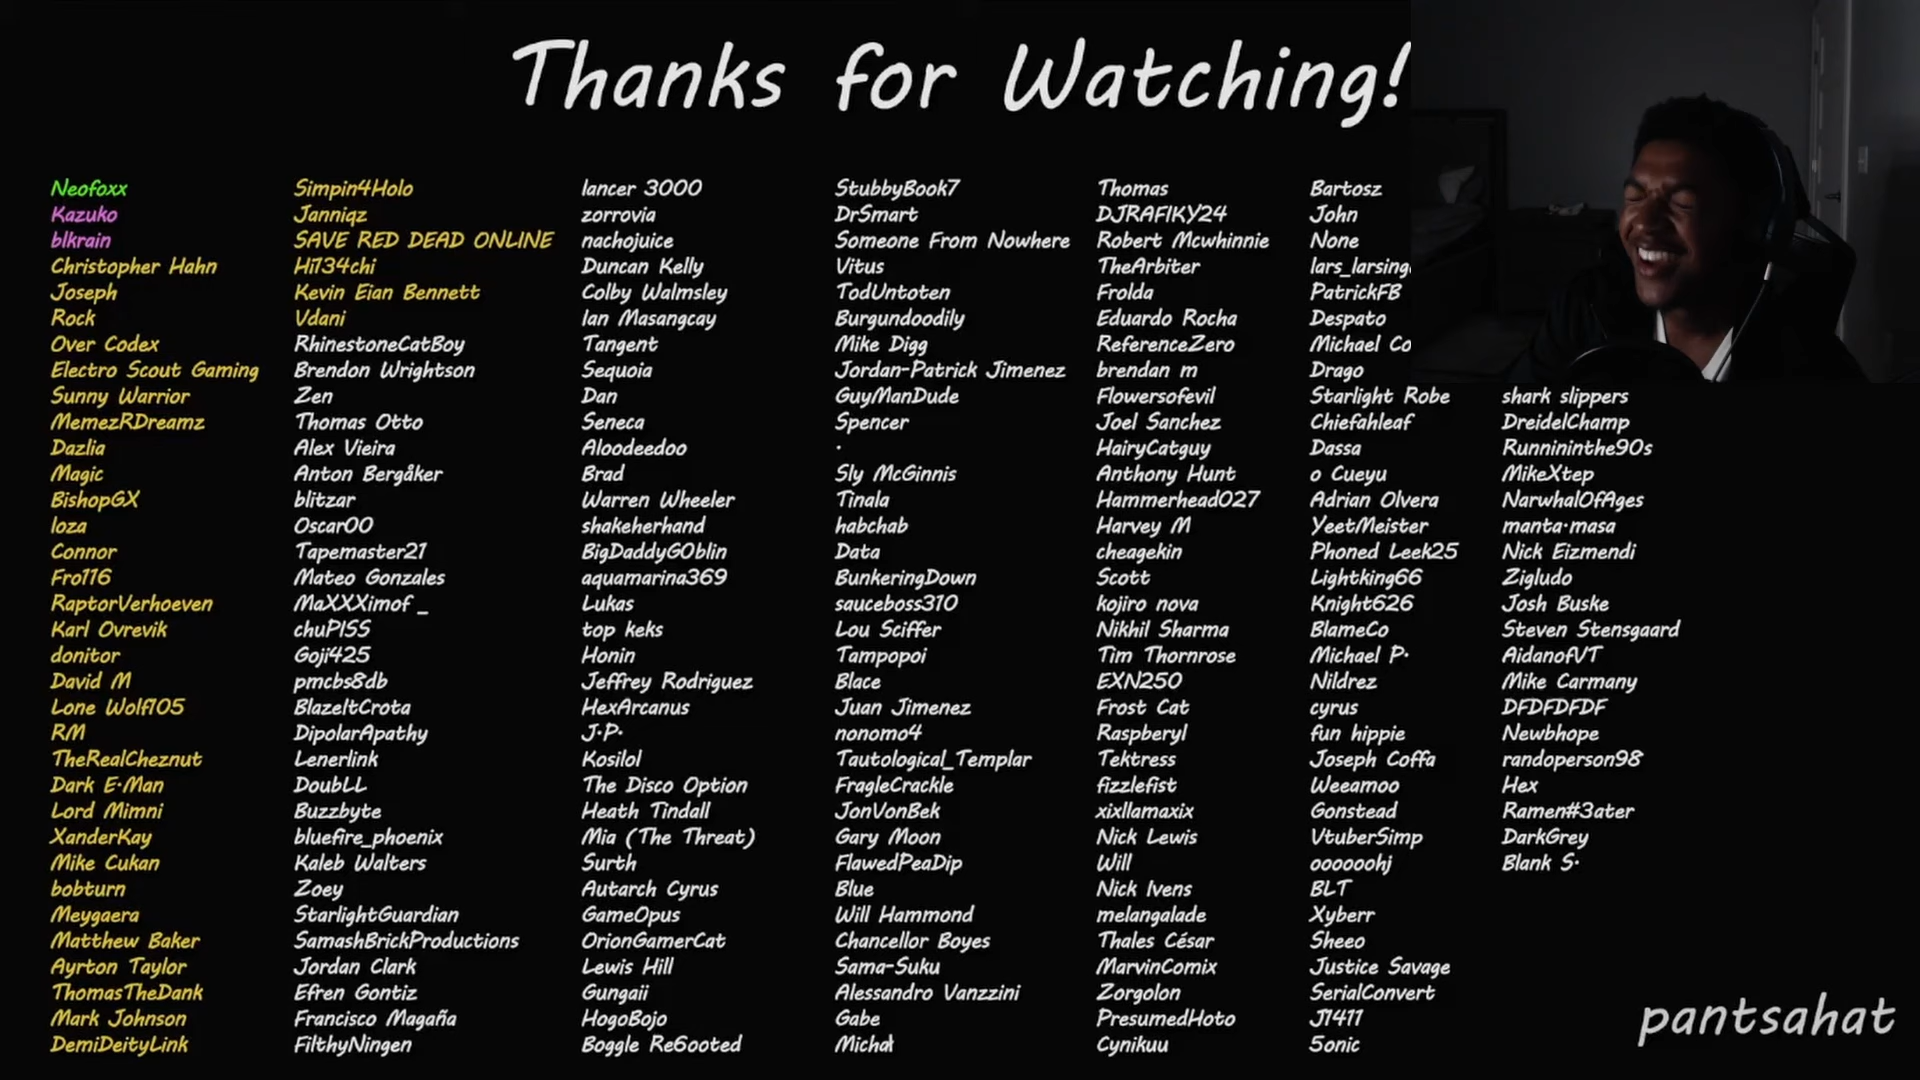 Thanks for Watching!
Neofoxx
Kazuko
blkrain
Christopher Hahn
Joseph
Rock
Over Codex
Electro Scout Gaming
Sunny Warrior
MemezRDreamz
Dazlia
Magic
BishopGX
loza
Connor
Fro116
RaptorVerhoeven
Karl Ovrevik
donitor
David M
Lone Wolf105
RM
TheRealCheznut
Dark E·Man
Lord Mimni
XanderKay
Mike Cukan
bobturn
Meygaera
Matthew Baker
Ayrton Taylor
ThomasTheDank
Mark Johnson
DemiDeityLink
Simpin4Holo
Janniqz
SAVE RED DEAD ONLINE
Hi134chi
Kevin Eian Bennett
Vdani
RhinestoneCatBoy
Brendon Wrightson
Zen
Thomas Otto
Alex Vieira
Anton Bergåker
blitzar
Oscar00
Tapemaster21
Mateo Gonzales
MaXXXimof _
chuPISS
Goji425
pmcbs8db
BlazeItCrota
DipolarApathy
Lenerlink
DoubLL
Buzzbyte
bluefire_phoenix
Kaleb Walters
Zoey
StarlightGuardian
SamashBrickProductions
Jordan Clark
Efren Gontiz
Francisco Magaña
FilthyNingen
lancer 3000
zorrovia
nachojuice
Duncan Kelly
Colby Walmsley
Ian Masangcay
Tangent
Sequoia
Dan
Seneca
Aloodeedoo
Brad
Warren Wheeler
shakeherhand
BigDaddyG0blin
aquamarina369
Lukas
top keks
Honin
Jeffrey Rodriguez
HexArcanus
J·P·
Kosilol
The Disco Option
Heath Tindall
Mia (The Threat)
Surth
Autarch Cyrus
GameOpus
OrionGamerCat
Lewis Hill
Gungaii
HogoBojo
Boggle Re6ooted
StubbyBook7
DrSmart
Someone From Nowhere
Vitus
TodUntoten
Burgundoodily
Mike Digg
Jordan-Patrick Jimenez
GuyManDude
Spencer
·
Sly McGinnis
Tinala
habchab
Data
BunkeringDown
sauceboss310
Lou Sciffer
Tampopoi
Blace
Juan Jimenez
nonomo4
Tautological_Templar
FragleCrackle
JonVonBek
Gary Moon
FlawedPeaDip
Blue
Will Hammond
Chancellor Boyes
Sama-Suku
Alessandro Vanzzini
Gabe
Michał
Thomas
DJRAFIKY24
Robert Mcwhinnie
TheArbiter
Frolda
Eduardo Rocha
ReferenceZero
brendan m
Flowersofevil
Joel Sanchez
HairyCatguy
Anthony Hunt
Hammerhead027
Harvey M
cheagekin
Scott
kojiro nova
Nikhil Sharma
Tim Thornrose
EXN250
Frost Cat
Raspberyl
Tektress
fizzlefist
xixllamaxix
Nick Lewis
Will
Nick Ivens
melangalade
Thales César
MarvinComix
Zorgolon
PresumedHoto
Cynikuu
Bartosz
John
None
lars_larsing
PatrickFB
Despato
Michael Co
Drago
Starlight Robe
Chiefahleaf
Dassa
o Cueyu
Adrian Olvera
YeetMeister
Phoned Leek25
Lightking66
Knight626
BlameCo
Michael P·
Nildrez
cyrus
fun hippie
Joseph Coffa
Weeamoo
Gonstead
VtuberSimp
oooooohj
BLT
Xyberr
Sheeo
Justice Savage
SerialConvert
J1411
5onic
shark slippers
DreidelChamp
Runnininthe90s
MikeXtep
NarwhalOfAges
manta·masa
Nick Eizmendi
Zigludo
Josh Buske
Steven Stensgaard
AidanofVT
Mike Carmany
DFDFDFDF
Newbhope
randoperson98
Hex
Ramen#3ater
DarkGrey
Blank S·
pantsahat